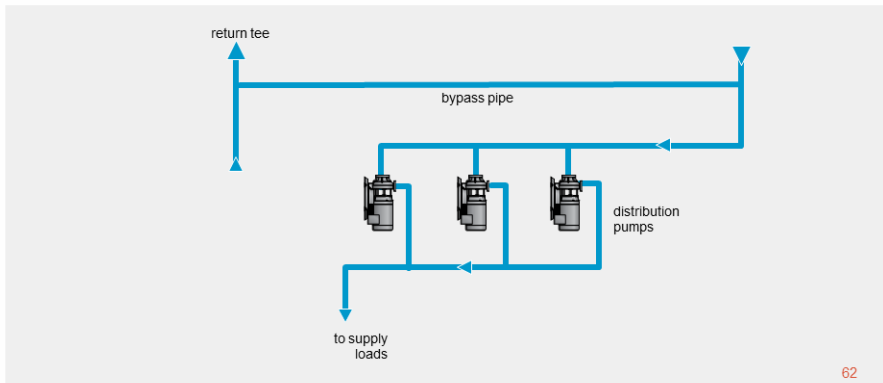 return tee
bypass pipe
distribution
pumps
to supply
loads
62